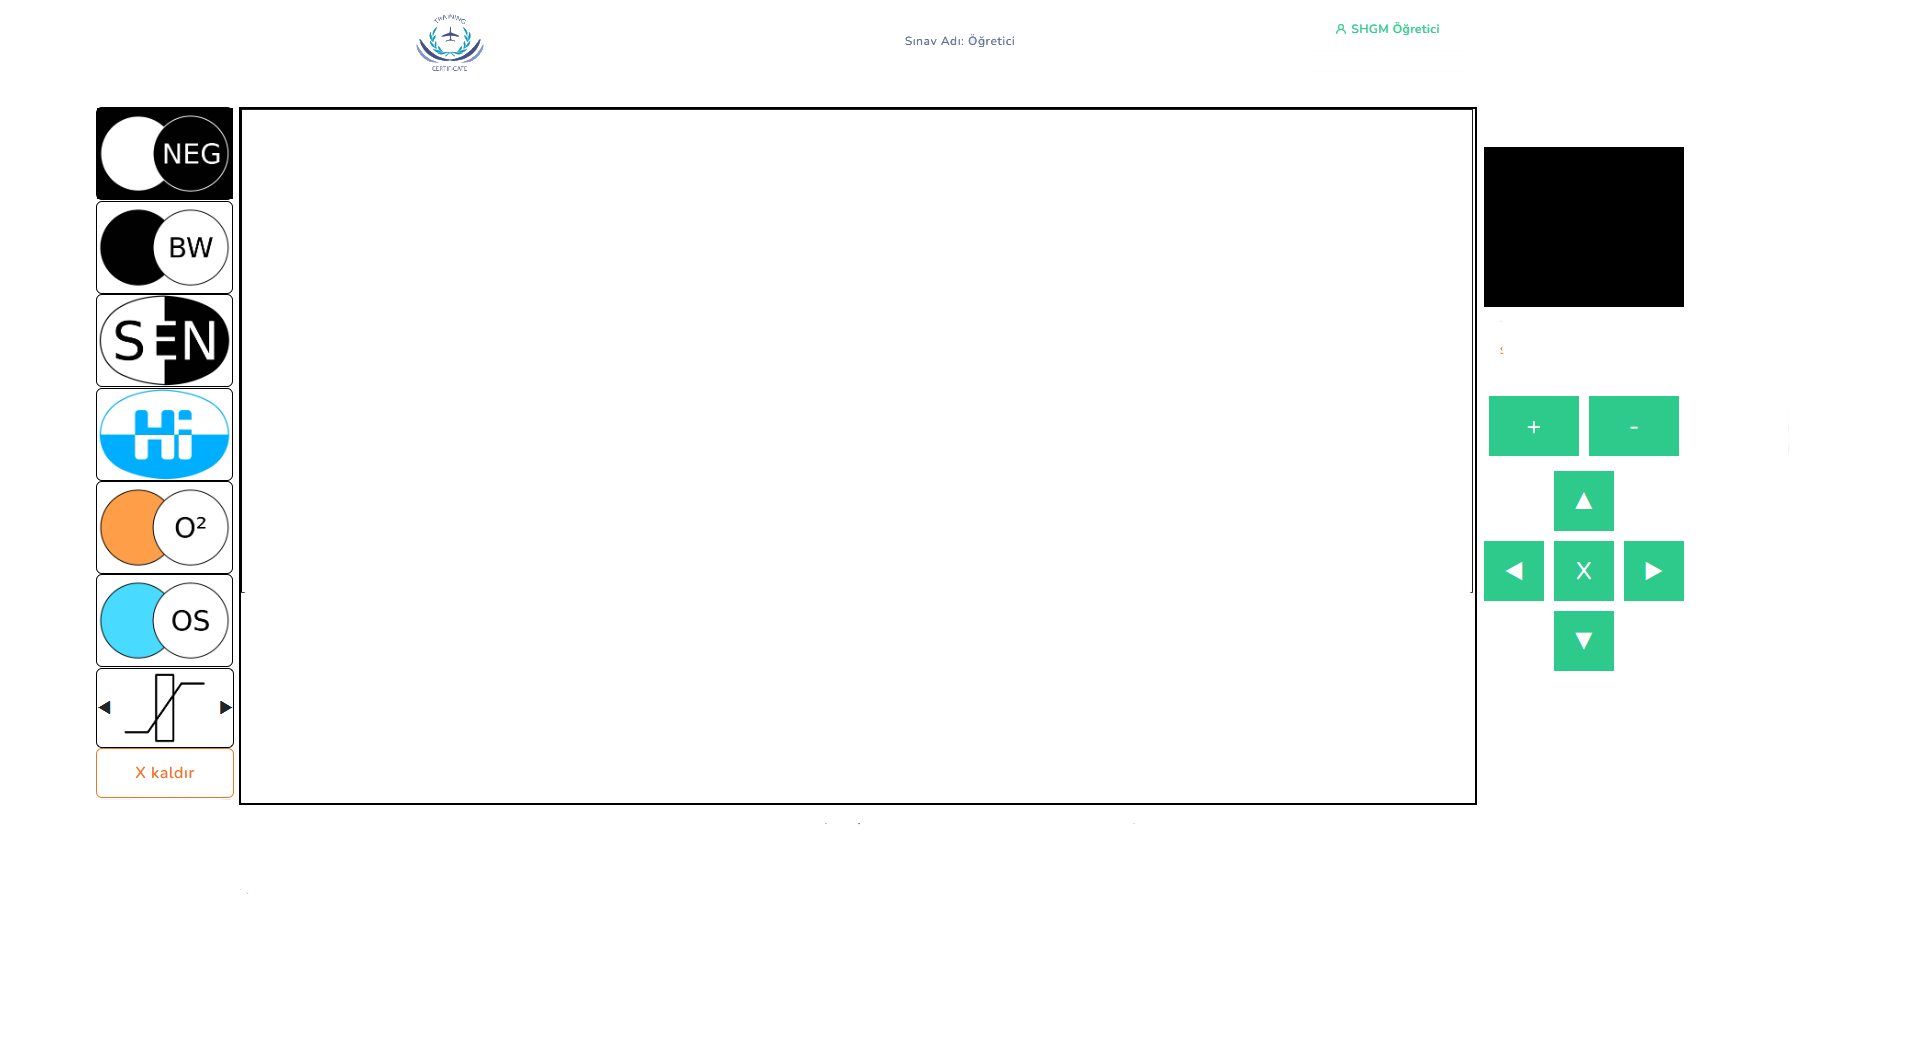 TRAINING
CERTIFICATE
Sınav Adı: Öğretici
SHGM Öğretici
NEG
BW
SEN
Hi
O²
OS
X kaldır
+ -
X